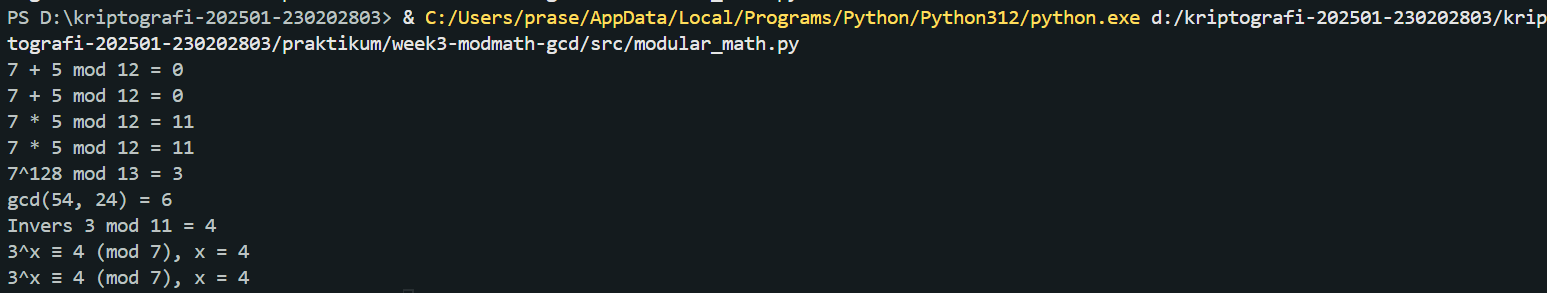 PS D:\kriptografi-202501-230202803> & C:/Users/prase/AppData/Local/Programs/Python/Python312/python.exe d:/kriptografi-202501-230202803/krip
tografi-202501-230202803/praktikum/week3-modmath-gcd/src/modular_math.py
7 + 5 mod 12 = 0
7 + 5 mod 12 = 0
7 * 5 mod 12 = 11
7 * 5 mod 12 = 11
7^128 mod 13 = 3
gcd(54, 24) = 6
Invers 3 mod 11 = 4
3^x ≡ 4 (mod 7), x = 4
3^x ≡ 4 (mod 7), x = 4